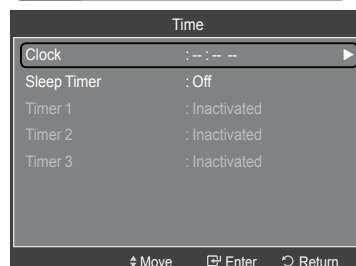 Time
Clock : -- : -- -- ►
Sleep Timer : Off
Timer 1 : Inactivated
Timer 2 : Inactivated
Timer 3 : Inactivated
Move Enter Return